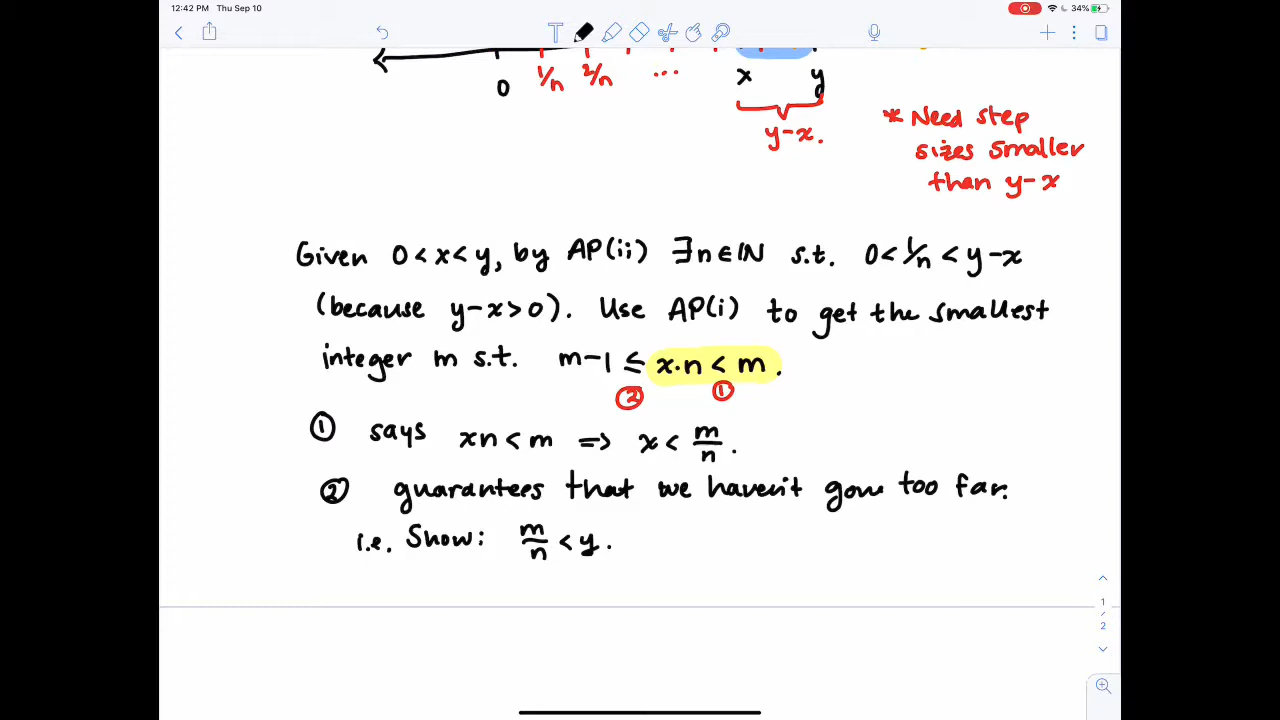 12:42 PM Thu Sep 10
34%
0 1/n 2/n ... x y
y-x.
* Need step
sizes smaller
than y-x
Given 0<x<y, by AP(ii) ∃n∈ℕ s.t. 0<1/n<y-x
(because y-x>0). Use AP(i) to get the smallest
integer m s.t. m-1 ≤ x·n < m.
② ①
① says xn<m => x< m/n.
② guarantees that we haven't gone too far.
i.e. Show: m/n < y.
1
/
2